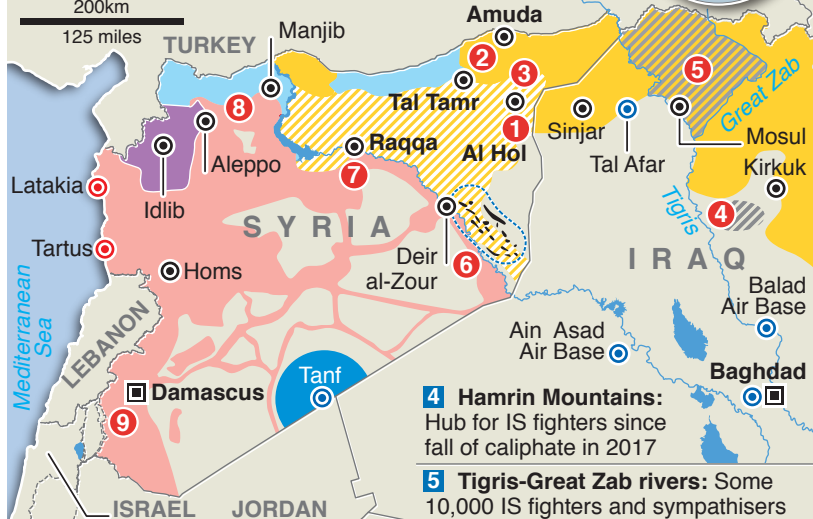 200km
125 miles
TURKEY
Manjib
Amuda
2
3
5
Great Zab
8
Tal Tamr
1
Al Hol
Sinjar
Tal Afar
Mosul
Kirkuk
Raqqa
7
Aleppo
Idlib
Latakia
Tartus
SYRIA
Deir
al-Zour
6
Tigris
4
IRAQ
Homs
Mediterranean
Sea
LEBANON
Balad
Air Base
Ain Asad
Air Base
Baghdad
Damascus
9
Tanf
ISRAEL
JORDAN
4 Hamrin Mountains:
Hub for IS fighters since
fall of caliphate in 2017
5 Tigris-Great Zab rivers: Some
10,000 IS fighters and sympathisers